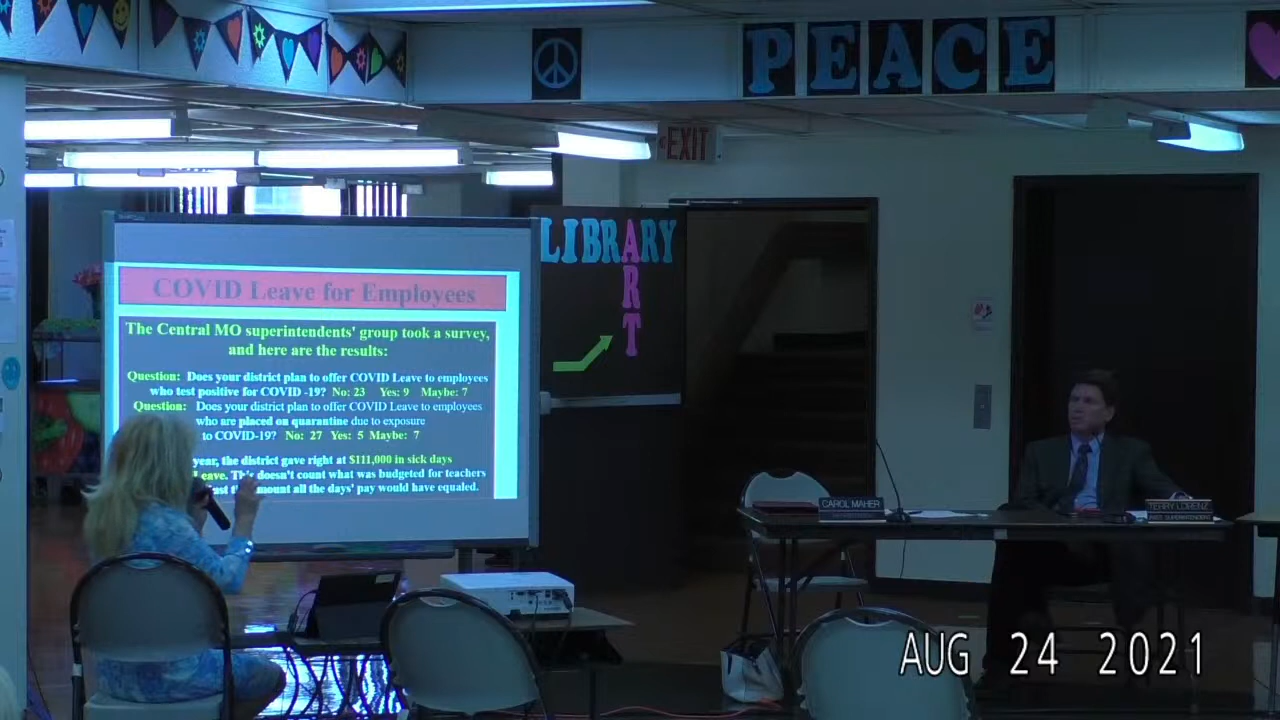 PEACE
EXIT
LIBRARY
ART
COVID Leave for Employees
The Central MO superintendents' group took a survey,
and here are the results:
Question: Does your district plan to offer COVID Leave to employees
who test positive for COVID -19? No: 23 Yes: 9 Maybe: 7
Question: Does your district plan to offer COVID Leave to employees
who are placed on quarantine due to exposure
to COVID-19? No: 27 Yes: 5 Maybe: 7
year, the district gave right at $111,000 in sick days
Leave. This doesn't count what was budgeted for teachers
amount all the days' pay would have equaled.
CAROL MAHER
TERRY LORENZ
AUG 24 2021